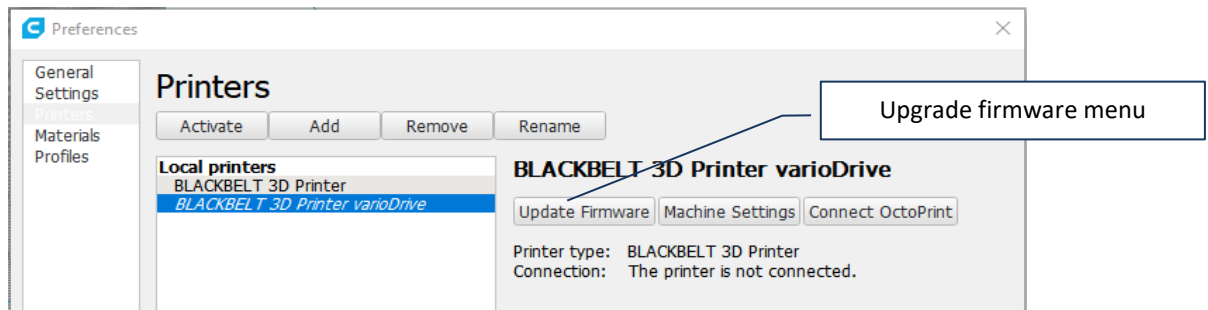 Preferences
General
Settings
Printers
Materials
Profiles
Printers
Activate Add Remove Rename
Local printers
BLACKBELT 3D Printer
BLACKBELT 3D Printer varioDrive
BLACKBELT 3D Printer varioDrive
Update Firmware Machine Settings Connect OctoPrint
Printer type: BLACKBELT 3D Printer
Connection: The printer is not connected.
Upgrade firmware menu